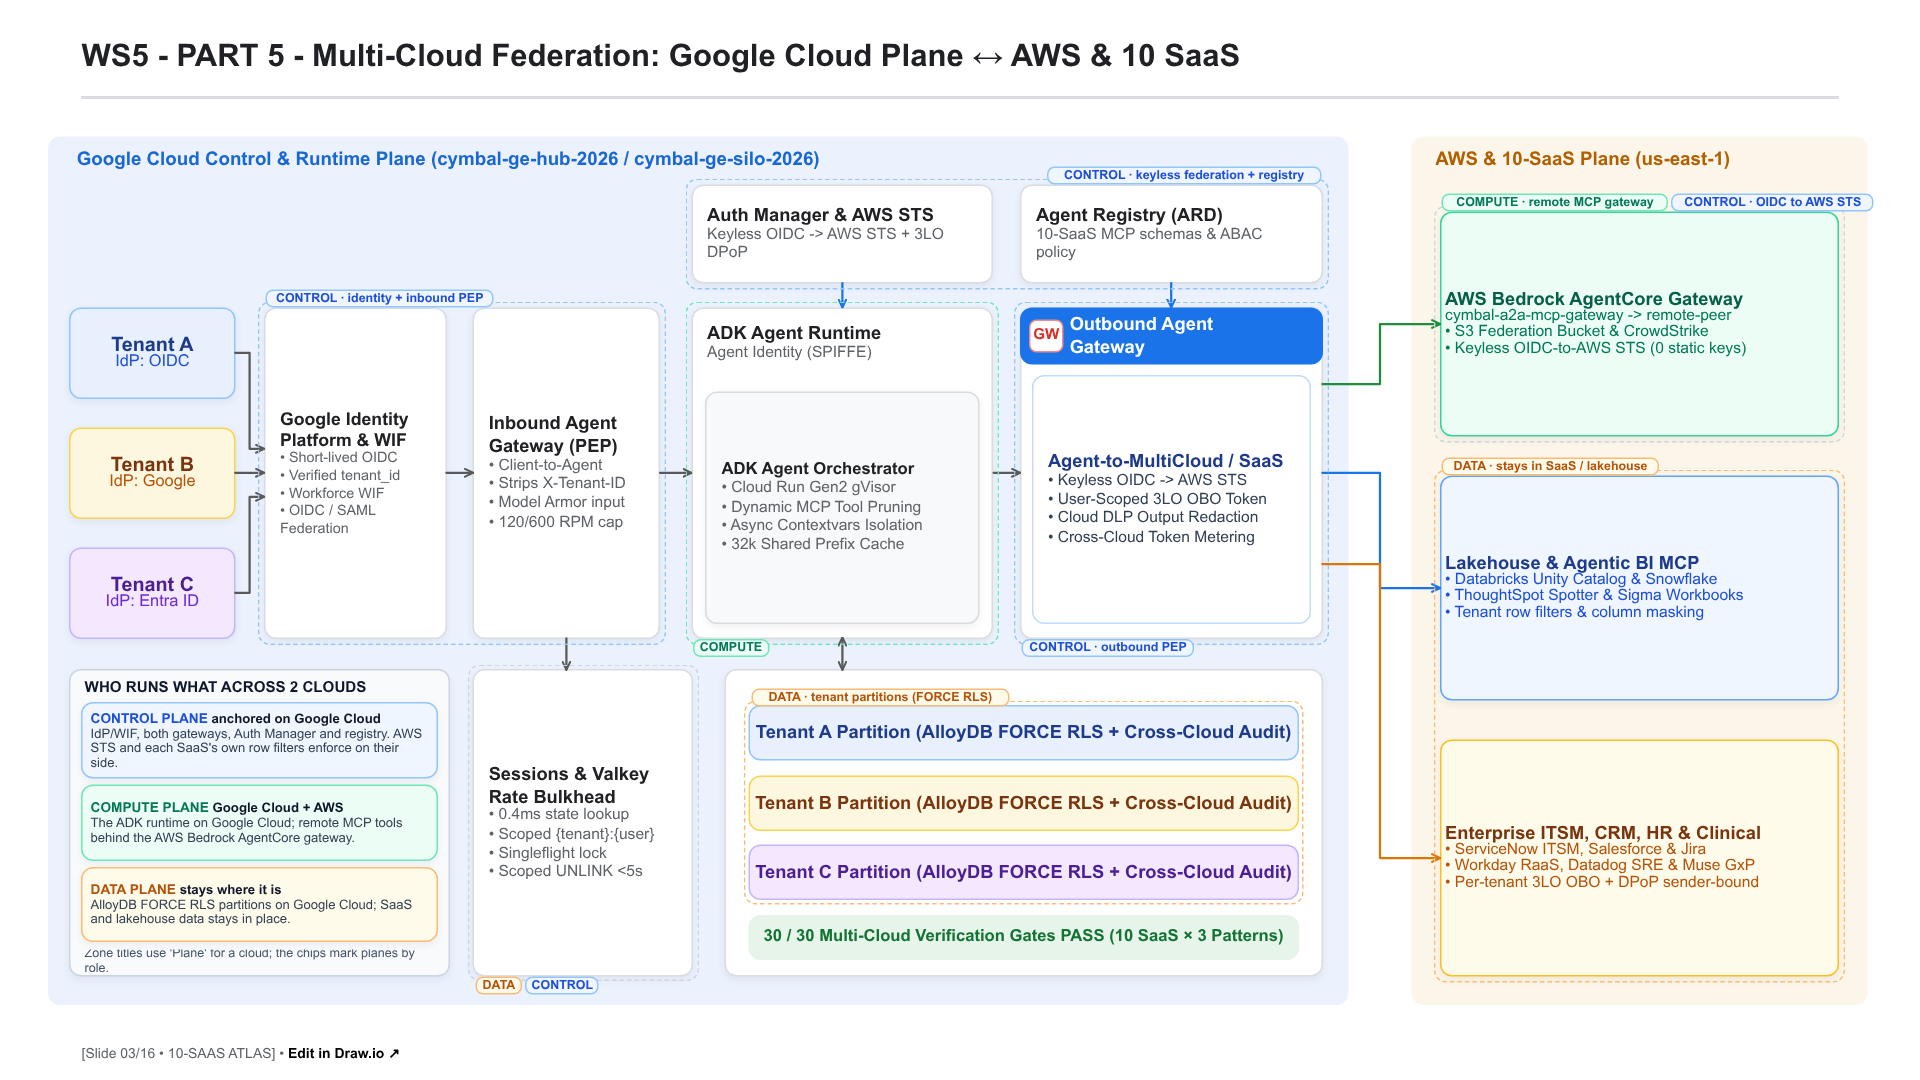 WS5 - PART 5 - Multi-Cloud Federation: Google Cloud Plane ↔ AWS & 10 SaaS
Google Cloud Control & Runtime Plane (cymbal-ge-hub-2026 / cymbal-ge-silo-2026)
CONTROL · keyless federation + registry
Auth Manager & AWS STS
Keyless OIDC -> AWS STS + 3LO
DPoP
Agent Registry (ARD)
10-SaaS MCP schemas & ABAC
policy
CONTROL · identity + inbound PEP
Tenant A
IdP: OIDC
Tenant B
IdP: Google
Tenant C
IdP: Entra ID
Google Identity
Platform & WIF
• Short-lived OIDC
• Verified tenant_id
• Workforce WIF
• OIDC / SAML
Federation
Inbound Agent
Gateway (PEP)
• Client-to-Agent
• Strips X-Tenant-ID
• Model Armor input
• 120/600 RPM cap
ADK Agent Runtime
Agent Identity (SPIFFE)
ADK Agent Orchestrator
• Cloud Run Gen2 gVisor
• Dynamic MCP Tool Pruning
• Async Contextvars Isolation
• 32k Shared Prefix Cache
COMPUTE
GW
Outbound Agent
Gateway
Agent-to-MultiCloud / SaaS
• Keyless OIDC -> AWS STS
• User-Scoped 3LO OBO Token
• Cloud DLP Output Redaction
• Cross-Cloud Token Metering
CONTROL · outbound PEP
WHO RUNS WHAT ACROSS 2 CLOUDS
CONTROL PLANE anchored on Google Cloud
IdP/WIF, both gateways, Auth Manager and registry. AWS
STS and each SaaS's own row filters enforce on their
side.
COMPUTE PLANE Google Cloud + AWS
The ADK runtime on Google Cloud; remote MCP tools
behind the AWS Bedrock AgentCore gateway.
DATA PLANE stays where it is
AlloyDB FORCE RLS partitions on Google Cloud; SaaS
and lakehouse data stays in place.
Zone titles use 'Plane' for a cloud; the chips mark planes by
role.
Sessions & Valkey
Rate Bulkhead
• 0.4ms state lookup
• Scoped {tenant}:{user}
• Singleflight lock
• Scoped UNLINK <5s
DATA
CONTROL
DATA · tenant partitions (FORCE RLS)
Tenant A Partition (AlloyDB FORCE RLS + Cross-Cloud Audit)
Tenant B Partition (AlloyDB FORCE RLS + Cross-Cloud Audit)
Tenant C Partition (AlloyDB FORCE RLS + Cross-Cloud Audit)
30 / 30 Multi-Cloud Verification Gates PASS (10 SaaS × 3 Patterns)
AWS & 10-SaaS Plane (us-east-1)
COMPUTE · remote MCP gateway
CONTROL · OIDC to AWS STS
AWS Bedrock AgentCore Gateway
cymbal-a2a-mcp-gateway -> remote-peer
• S3 Federation Bucket & CrowdStrike
• Keyless OIDC-to-AWS STS (0 static keys)
DATA · stays in SaaS / lakehouse
Lakehouse & Agentic BI MCP
• Databricks Unity Catalog & Snowflake
• ThoughtSpot Spotter & Sigma Workbooks
• Tenant row filters & column masking
Enterprise ITSM, CRM, HR & Clinical
• ServiceNow ITSM, Salesforce & Jira
• Workday RaaS, Datadog SRE & Muse GxP
• Per-tenant 3LO OBO + DPoP sender-bound
[Slide 03/16 • 10-SAAS ATLAS] • Edit in Draw.io ↗